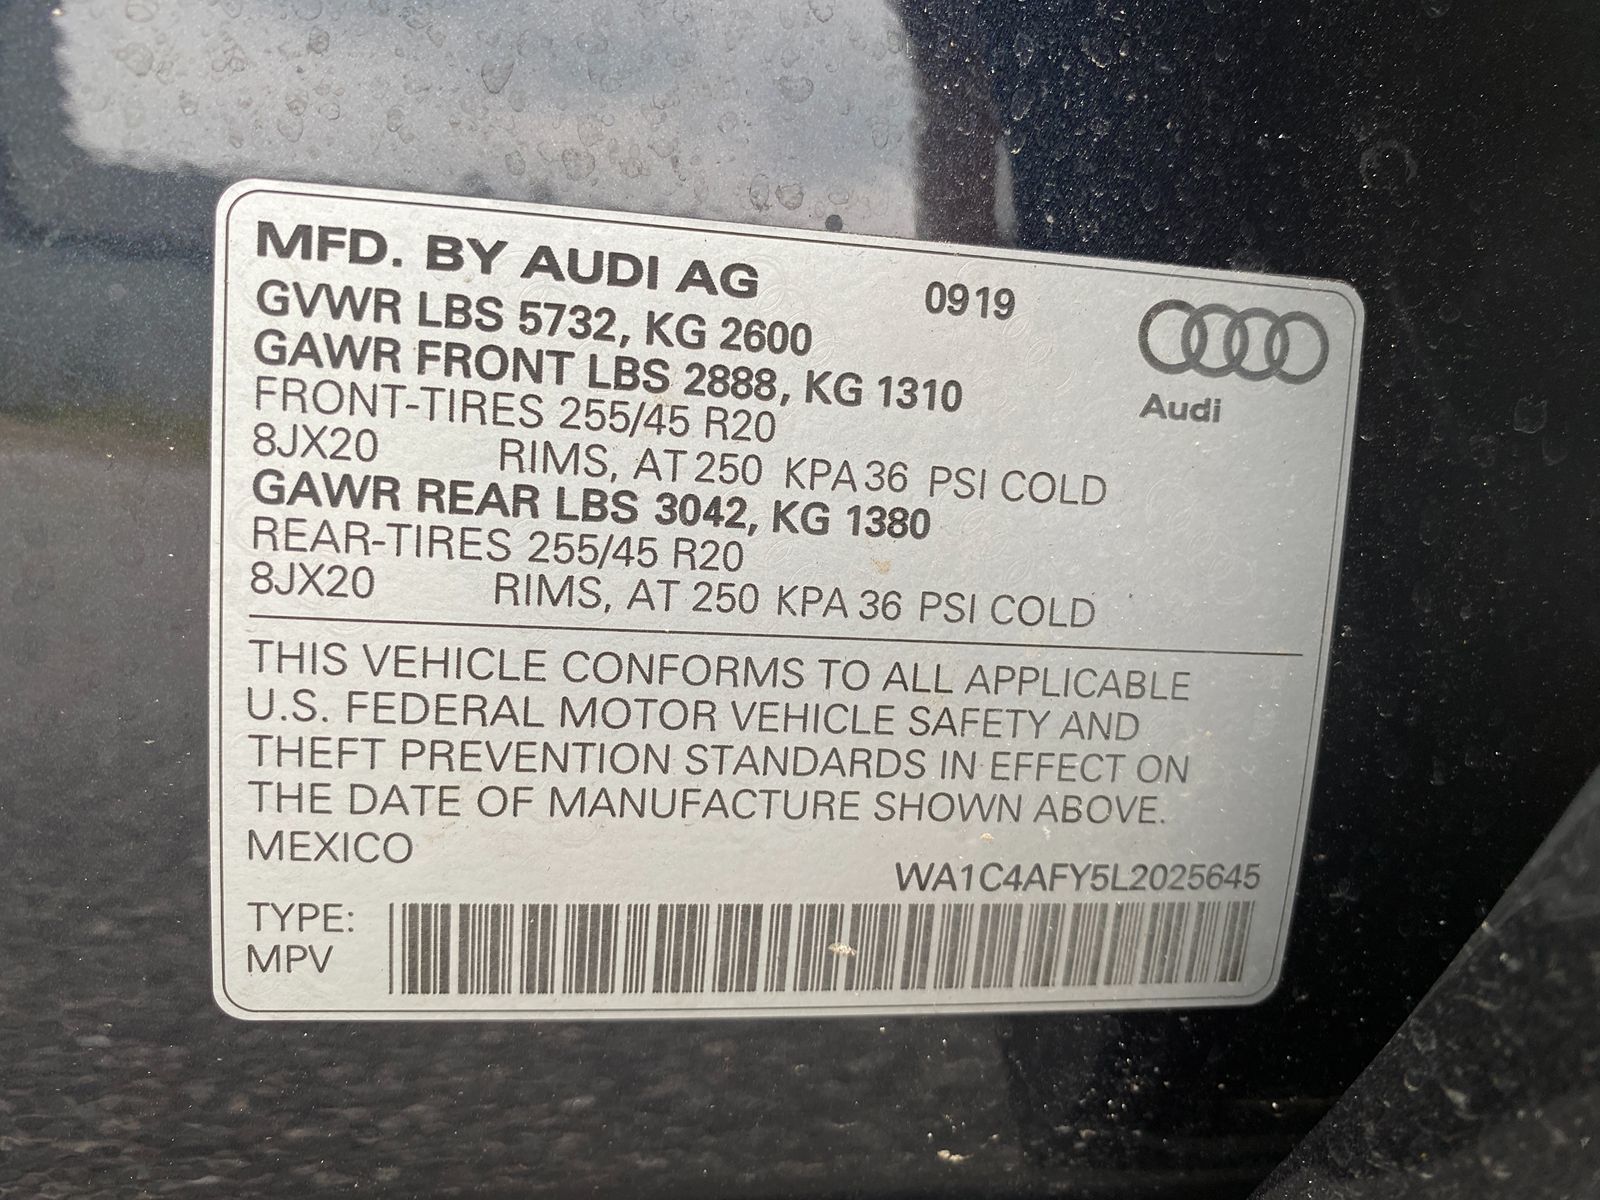 MFD. BY AUDI AG 0919
GVWR LBS 5732, KG 2600
GAWR FRONT LBS 2888, KG 1310
FRONT-TIRES 255/45 R20
8JX20 RIMS, AT 250 KPA 36 PSI COLD
GAWR REAR LBS 3042, KG 1380
REAR-TIRES 255/45 R20
8JX20 RIMS, AT 250 KPA 36 PSI COLD
Audi
THIS VEHICLE CONFORMS TO ALL APPLICABLE
U.S. FEDERAL MOTOR VEHICLE SAFETY AND
THEFT PREVENTION STANDARDS IN EFFECT ON
THE DATE OF MANUFACTURE SHOWN ABOVE.
MEXICO
WA1C4AFY5L2025645
TYPE:
MPV